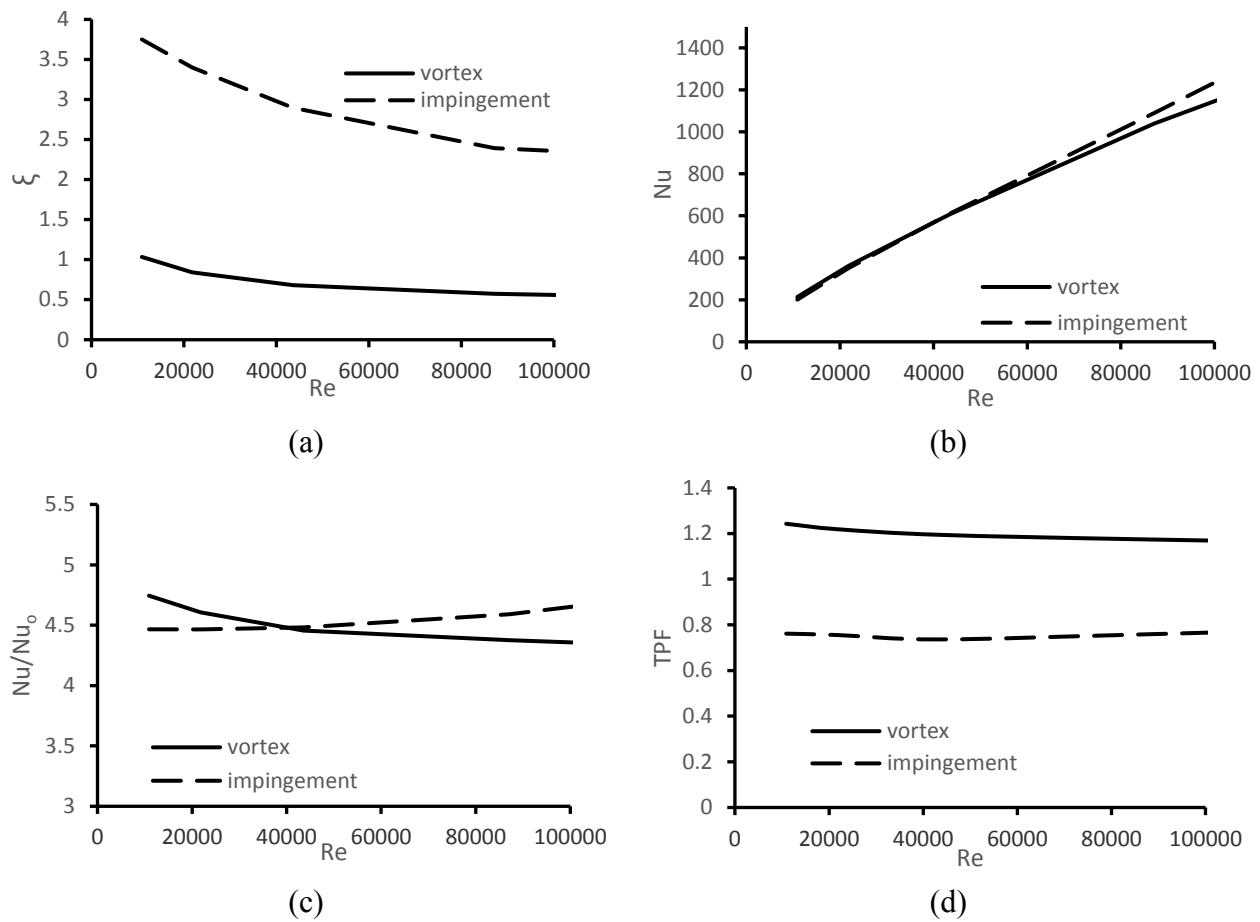 4
3.5
3
2.5
2
1.5
1
0.5
0
ξ
vortex
impingement
0 20000 40000 60000 80000 100000
Re
(a)
1400
1200
1000
800
600
400
200
0
Nu
vortex
impingement
0 20000 40000 60000 80000 100000
Re
(b)
5.5
5
4.5
4
3.5
3
Nu/Nuo
vortex
impingement
0 20000 40000 60000 80000 100000
Re
(c)
1.4
1.2
1
0.8
0.6
0.4
0.2
0
TPF
vortex
impingement
0 20000 40000 60000 80000 100000
Re
(d)